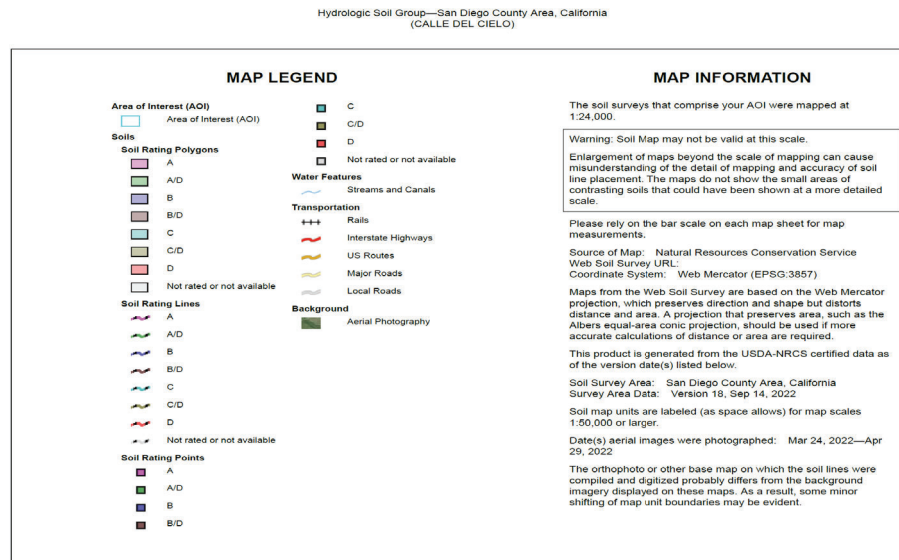 Hydrologic Soil Group—San Diego County Area, California
(CALLE DEL CIELO)
MAP LEGEND
Area of Interest (AOI)
Area of Interest (AOI)
Soils
Soil Rating Polygons
A
A/D
B
B/D
C
C/D
D
Not rated or not available
Soil Rating Lines
A
A/D
B
B/D
C
C/D
D
Not rated or not available
Soil Rating Points
A
A/D
B
B/D
C
C/D
D
Not rated or not available
Water Features
Streams and Canals
Transportation
Rails
Interstate Highways
US Routes
Major Roads
Local Roads
Background
Aerial Photography
MAP INFORMATION
The soil surveys that comprise your AOI were mapped at
1:24,000.
Warning: Soil Map may not be valid at this scale.
Enlargement of maps beyond the scale of mapping can cause
misunderstanding of the detail of mapping and accuracy of soil
line placement. The maps do not show the small areas of
contrasting soils that could have been shown at a more detailed
scale.
Please rely on the bar scale on each map sheet for map
measurements.
Source of Map: Natural Resources Conservation Service
Web Soil Survey URL:
Coordinate System: Web Mercator (EPSG:3857)
Maps from the Web Soil Survey are based on the Web Mercator
projection, which preserves direction and shape but distorts
distance and area. A projection that preserves area, such as the
Albers equal-area conic projection, should be used if more
accurate calculations of distance or area are required.
This product is generated from the USDA-NRCS certified data as
of the version date(s) listed below.
Soil Survey Area: San Diego County Area, California
Survey Area Data: Version 18, Sep 14, 2022
Soil map units are labeled (as space allows) for map scales
1:50,000 or larger.
Date(s) aerial images were photographed: Mar 24, 2022—Apr
29, 2022
The orthophoto or other base map on which the soil lines were
compiled and digitized probably differs from the background
imagery displayed on these maps. As a result, some minor
shifting of map unit boundaries may be evident.